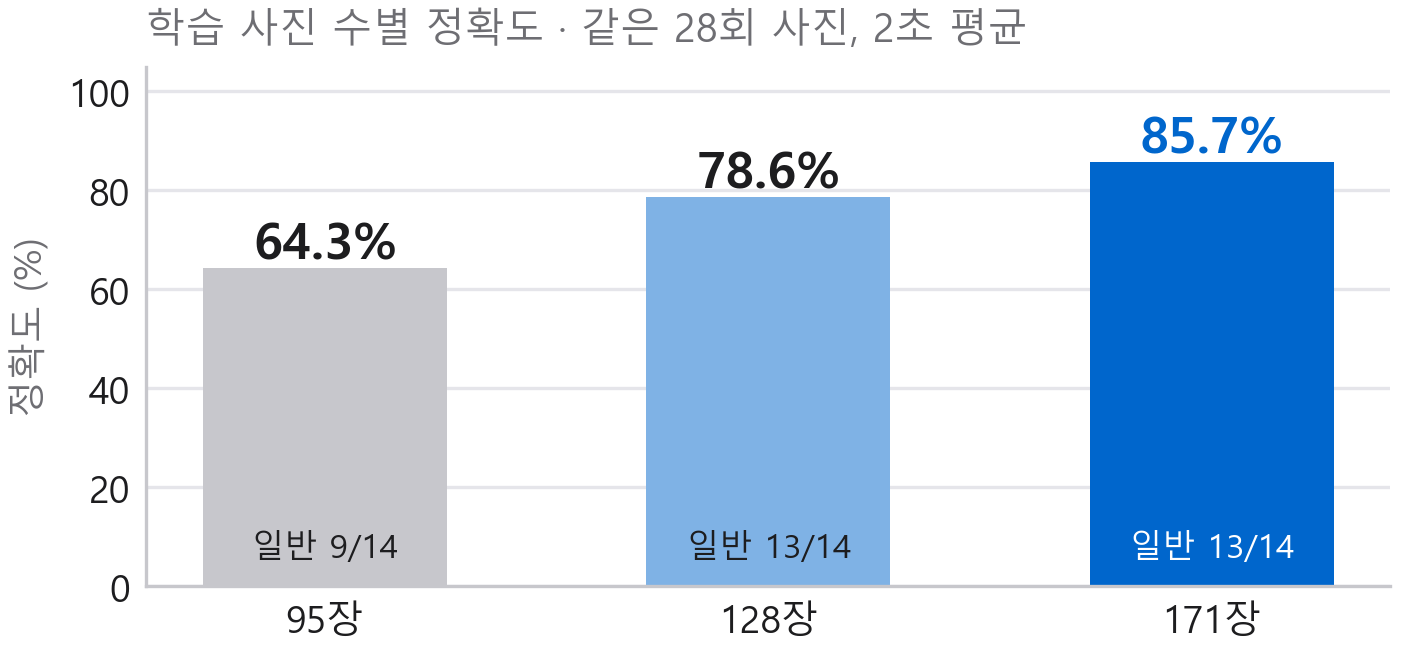 학습 사진 수별 정확도 · 같은 28회 사진, 2초 평균
정확도 (%)
100
80
60
40
20
0
64.3%
78.6%
85.7%
일반 9/14
일반 13/14
일반 13/14
95장
128장
171장